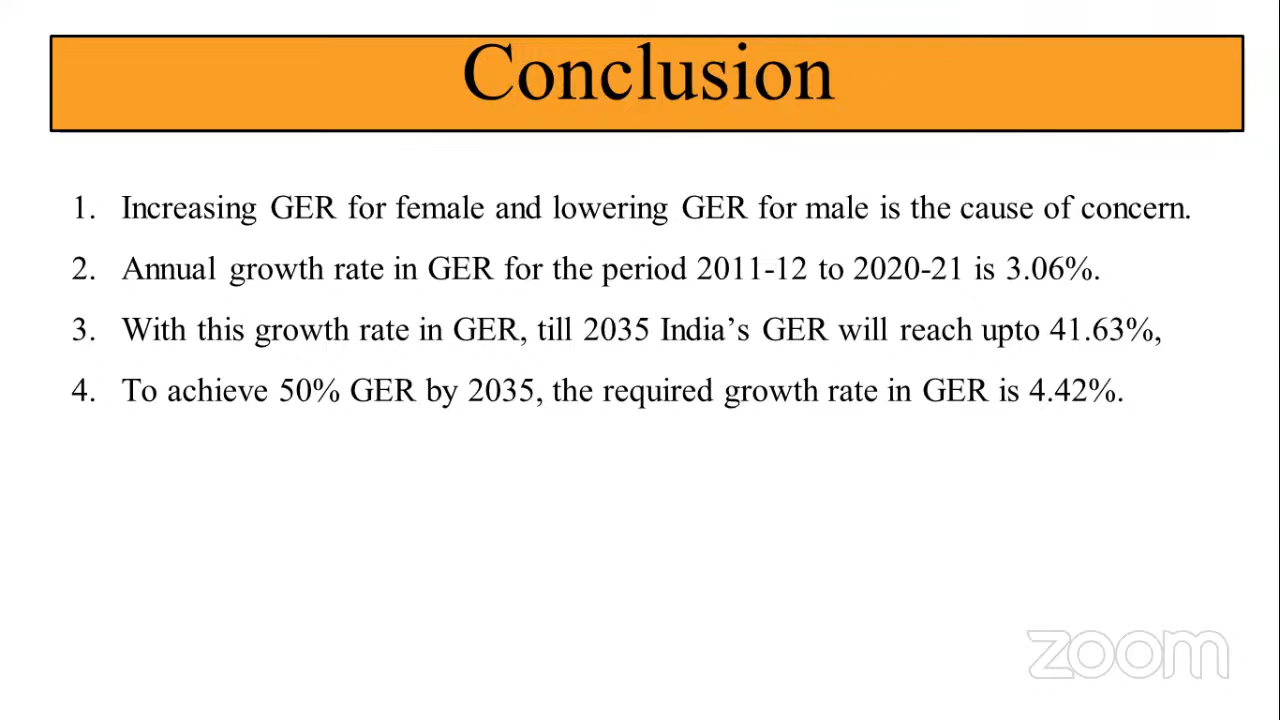 Conclusion
1. Increasing GER for female and lowering GER for male is the cause of concern.
2. Annual growth rate in GER for the period 2011-12 to 2020-21 is 3.06%.
3. With this growth rate in GER, till 2035 India’s GER will reach upto 41.63%,
4. To achieve 50% GER by 2035, the required growth rate in GER is 4.42%.
zoom